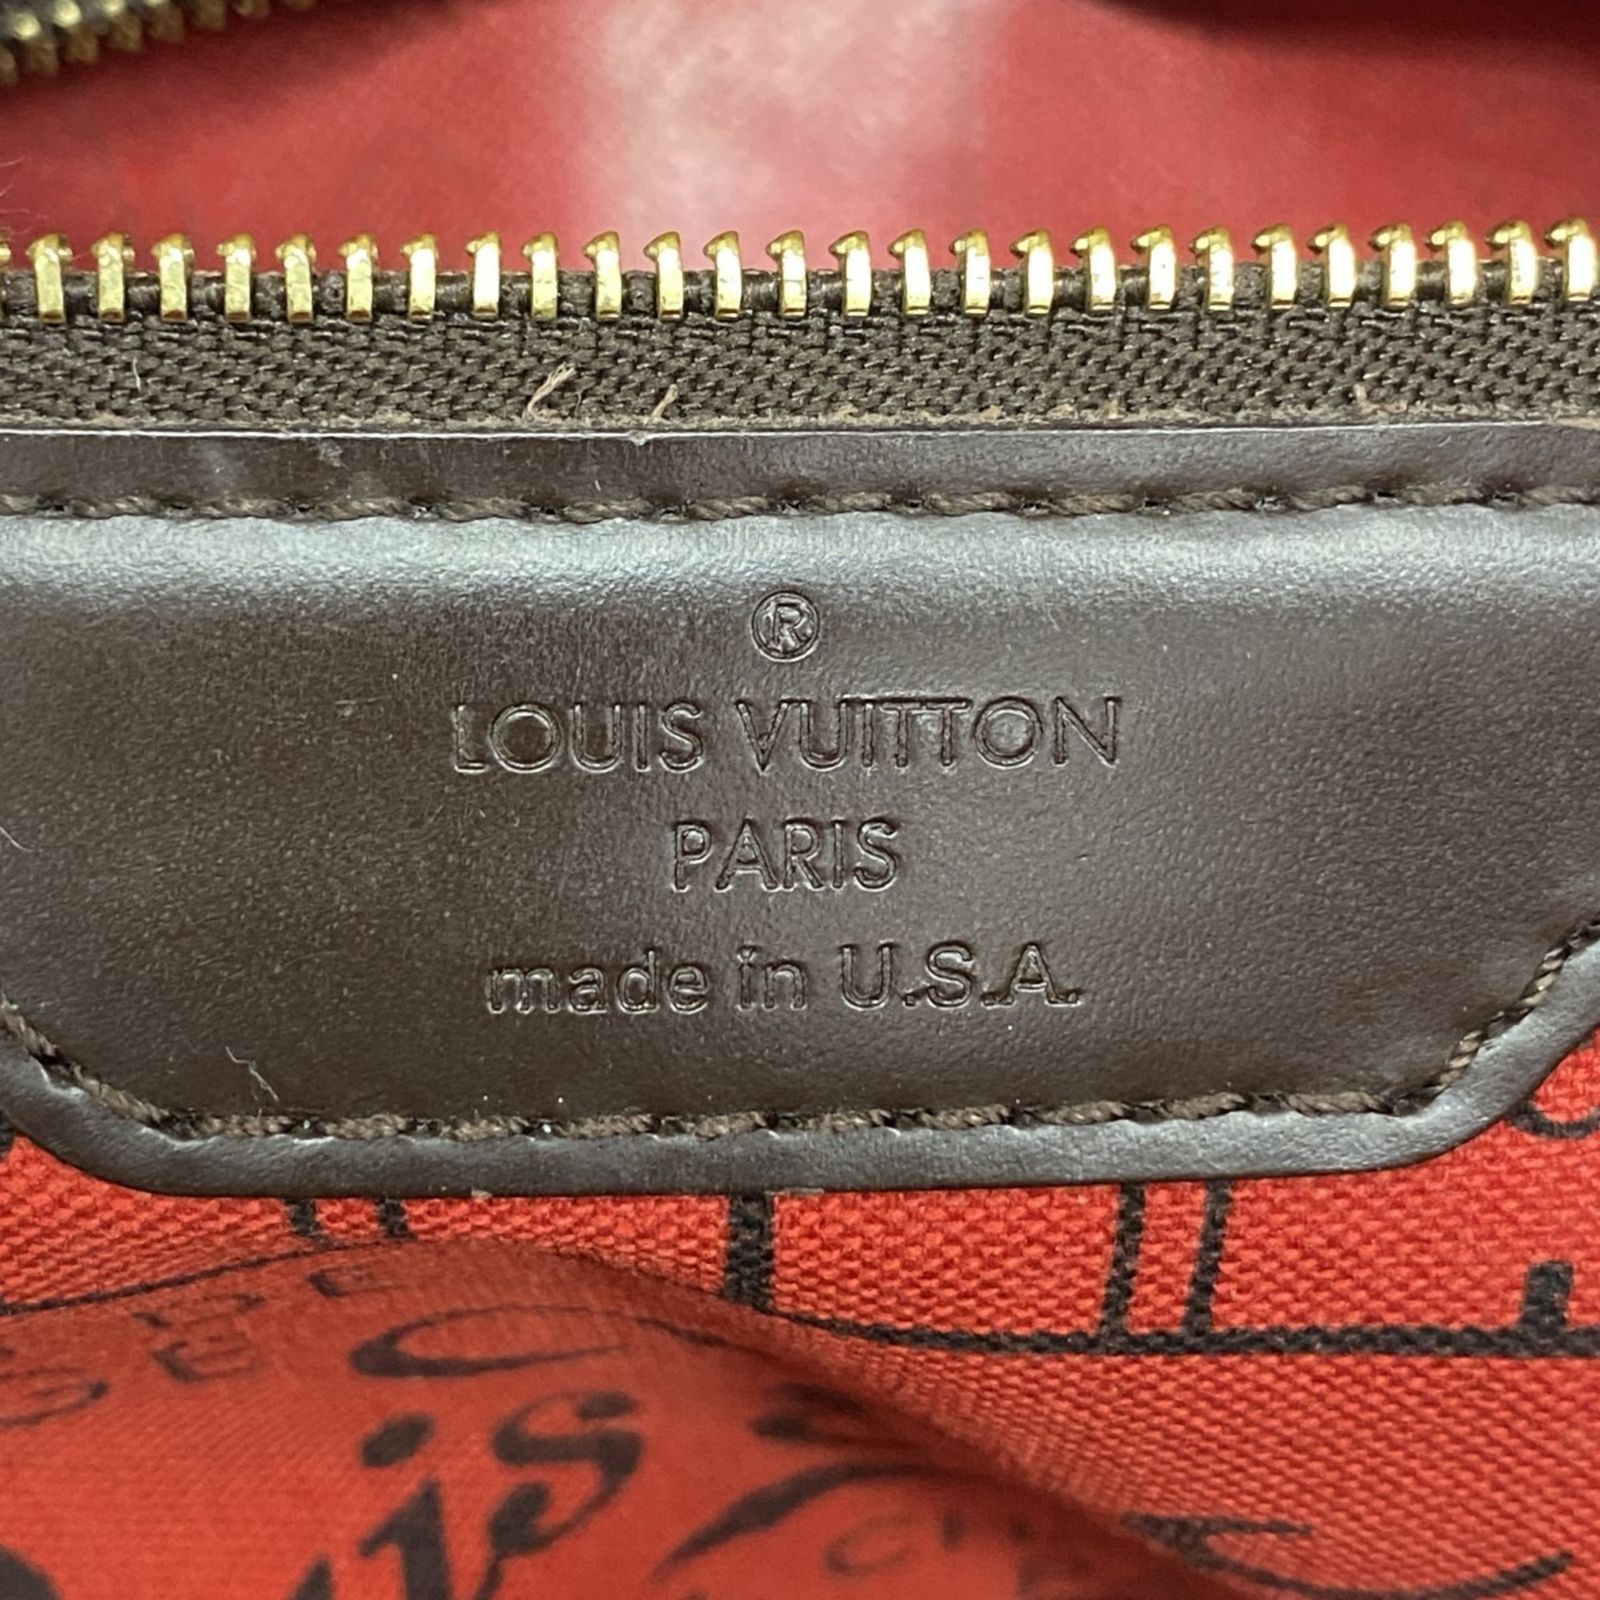 ®
LOUIS VUITTON
PARIS
made in U.S.A.